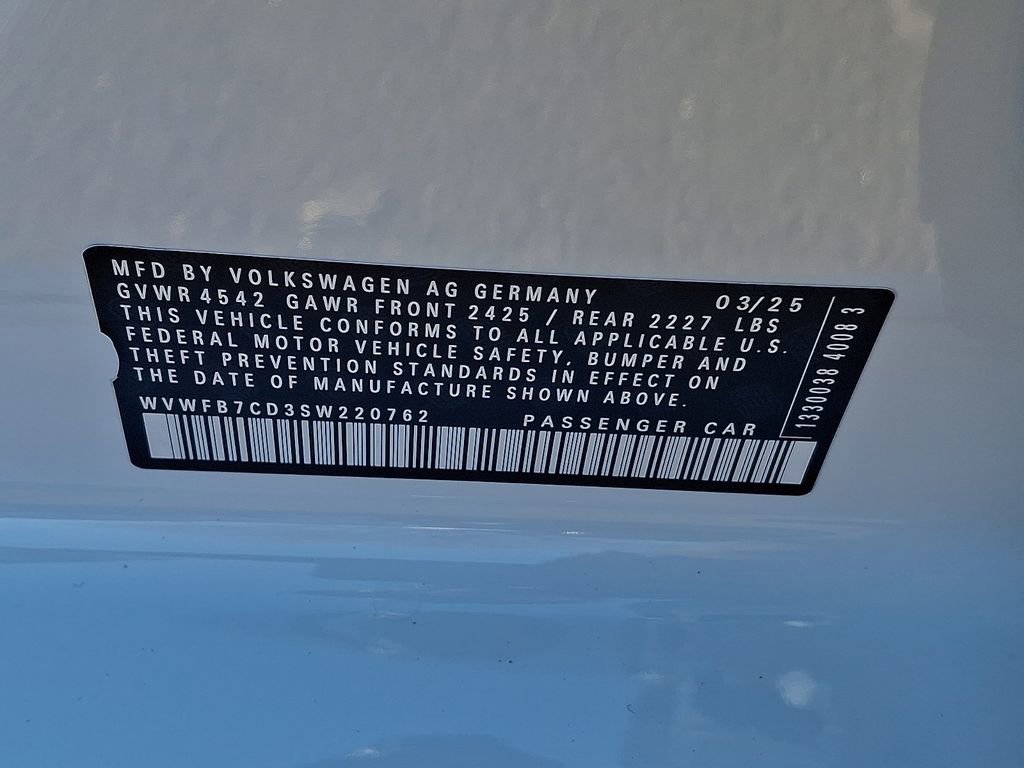 MFD BY VOLKSWAGEN AG GERMANY 03/25
GVWR 4542 GAWR FRONT 2425 / REAR 2227 LBS
THIS VEHICLE CONFORMS TO ALL APPLICABLE U.S.
FEDERAL MOTOR VEHICLE SAFETY, BUMPER AND
THEFT PREVENTION STANDARDS IN EFFECT ON
THE DATE OF MANUFACTURE SHOWN ABOVE.
WVWFB7CD3SW220762 PASSENGER CAR
1330038 4008 3